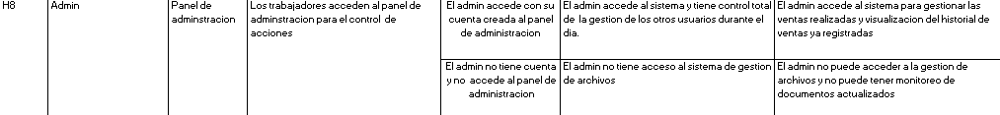 H8
Admin
Panel de
adminstracion
Los trabajadores acceden al panel de
adminstracion para el control de
acciones
El admin accede con su
cuenta creada al panel
de administracion
El admin accede al sistema y tiene control total
de la gestion de los otros usuarios durante el
dia.
El admin accede al sistema para gestionar las
ventas realizadas y visualizacion del historial de
ventas ya registradas
El admin no tiene cuenta
y no accede al panel de
administracion
El admin no tiene acceso al sistema de gestion
de archivos
El admin no puede acceder a la gestion de
archivos y no puede tener monitoreo de
documentos actualizados